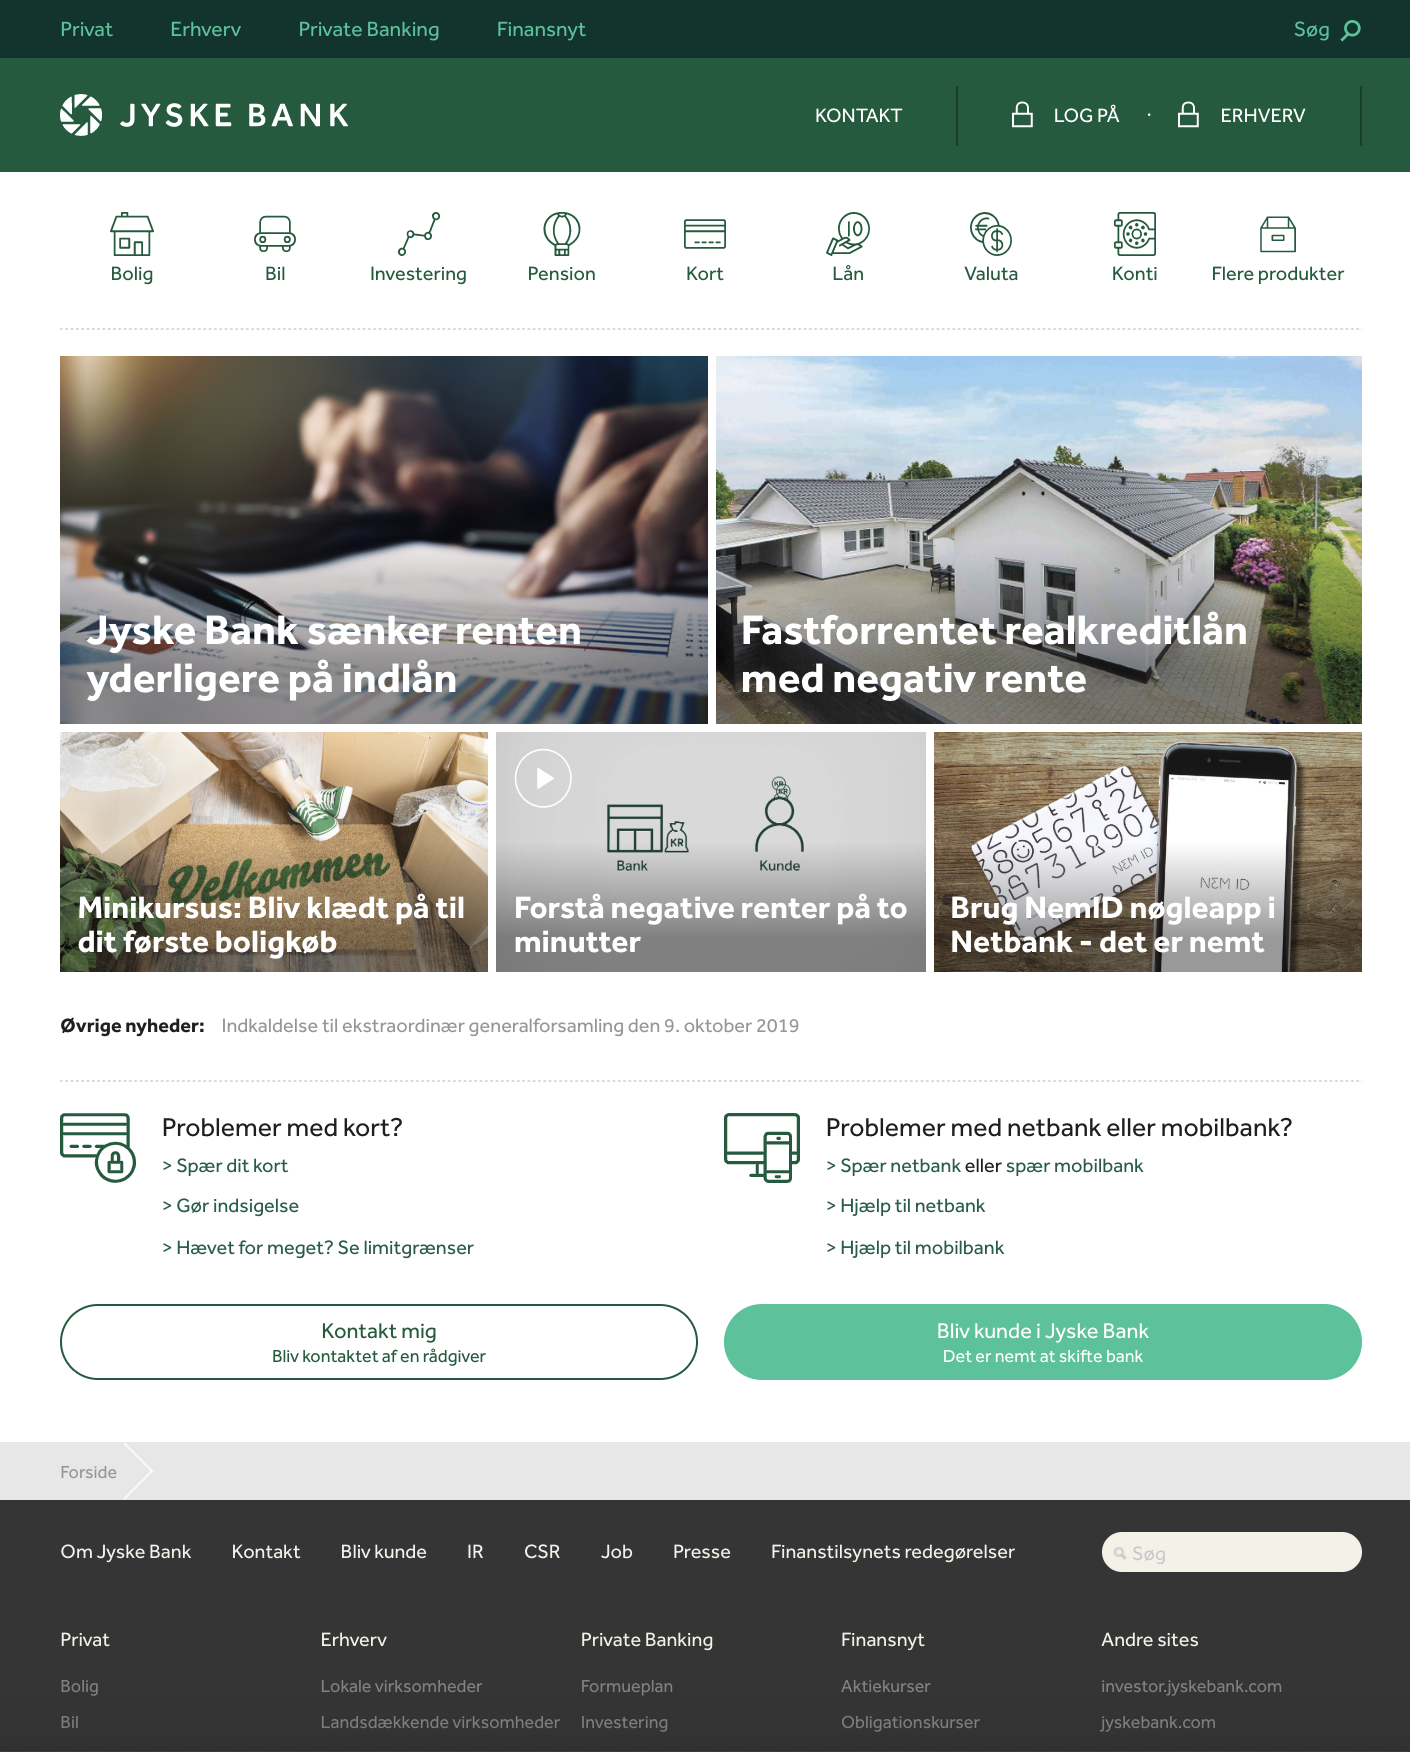 Privat
Erhverv
Private Banking
Finansnyt
Søg
JYSKE BANK
KONTAKT
LOG PÅ
·
ERHVERV
Bolig
Bil
Investering
Pension
Kort
Lån
Valuta
Konti
Flere produkter
Jyske Bank sænker renten
yderligere på indlån
Fastforrentet realkreditlån
med negativ rente
Velkommen
Minikursus: Bliv klædt på til
dit første boligkøb
KR
KR
KR
Bank
Kunde
Forstå negative renter på to
minutter
NEM ID
NEM ID
Brug NemID nøgleapp i
Netbank - det er nemt
Øvrige nyheder:
Indkaldelse til ekstraordinær generalforsamling den 9. oktober 2019
Problemer med kort?
> Spær dit kort
> Gør indsigelse
> Hævet for meget? Se limitgrænser
Problemer med netbank eller mobilbank?
> Spær netbank eller spær mobilbank
> Hjælp til netbank
> Hjælp til mobilbank
Kontakt mig
Bliv kontaktet af en rådgiver
Bliv kunde i Jyske Bank
Det er nemt at skifte bank
Forside
Om Jyske Bank
Kontakt
Bliv kunde
IR
CSR
Job
Presse
Finanstilsynets redegørelser
Søg
Privat
Erhverv
Private Banking
Finansnyt
Andre sites
Bolig
Lokale virksomheder
Formueplan
Aktiekurser
investor.jyskebank.com
Bil
Landsdækkende virksomheder
Investering
Obligationskurser
jyskebank.com